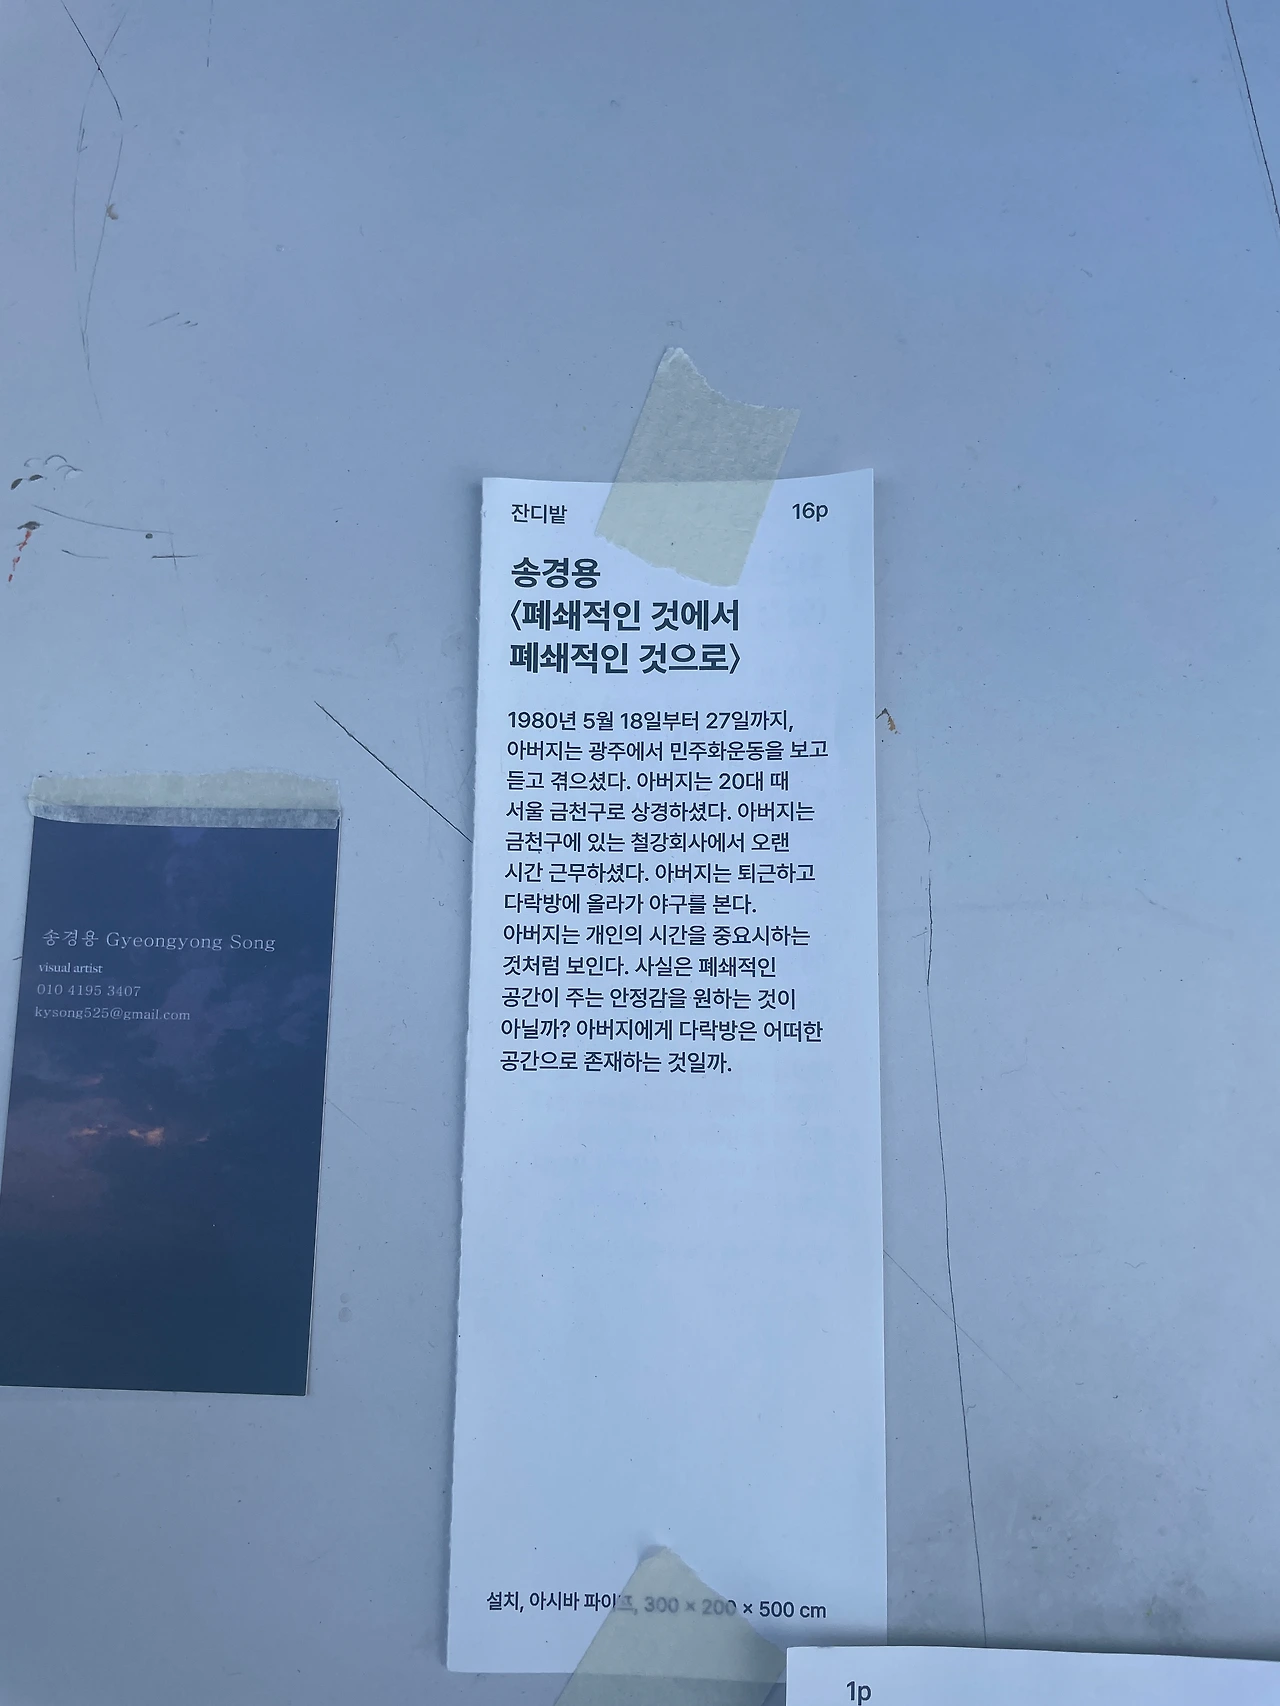 잔디밭
16p
송경용
〈폐쇄적인 것에서
폐쇄적인 것으로〉
1980년 5월 18일부터 27일까지,
아버지는 광주에서 민주화운동을 보고
듣고 겪으셨다. 아버지는 20대 때
서울 금천구로 상경하셨다. 아버지는
금천구에 있는 철강회사에서 오랜
시간 근무하셨다. 아버지는 퇴근하고
다락방에 올라가 야구를 본다.
아버지는 개인의 시간을 중요시하는
것처럼 보인다. 사실은 폐쇄적인
공간이 주는 안정감을 원하는 것이
아닐까? 아버지에게 다락방은 어떠한
공간으로 존재하는 것일까.
설치, 아시바 파이프, 300 × 200 × 500 cm
송경용 Gyeongyong Song
visual artist
010 4195 3407
kysong525@gmail.com
1p